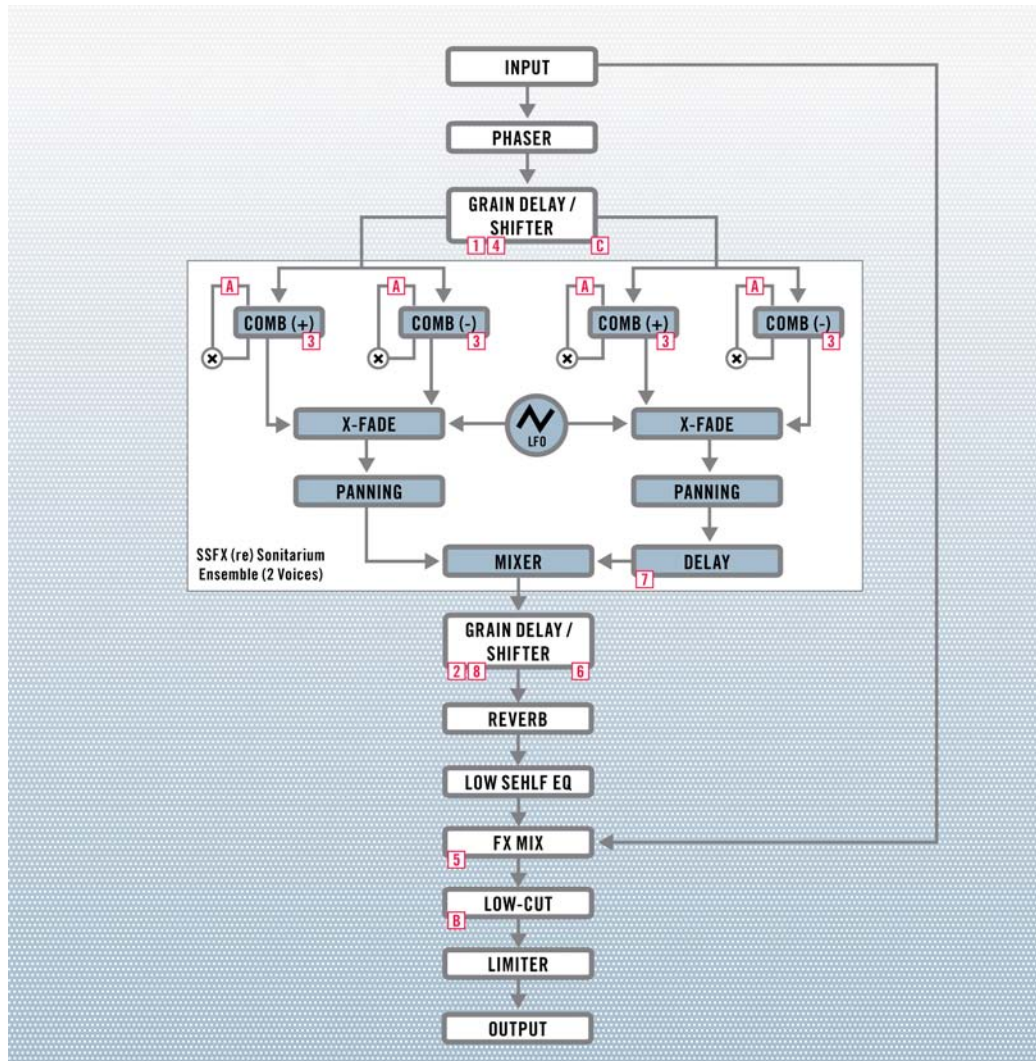 INPUT
PHASER
GRAIN DELAY /
SHIFTER
1 4 C
A A A A
COMB (+) COMB (-) COMB (+) COMB (-)
3 3 3 3
X-FADE LFO X-FADE
PANNING PANNING
SSFX (re) Sonitarium
Ensemble (2 Voices)
MIXER DELAY
7
GRAIN DELAY /
SHIFTER
2 8 6
REVERB
LOW SEHLF EQ
FX MIX
5
LOW-CUT
B
LIMITER
OUTPUT